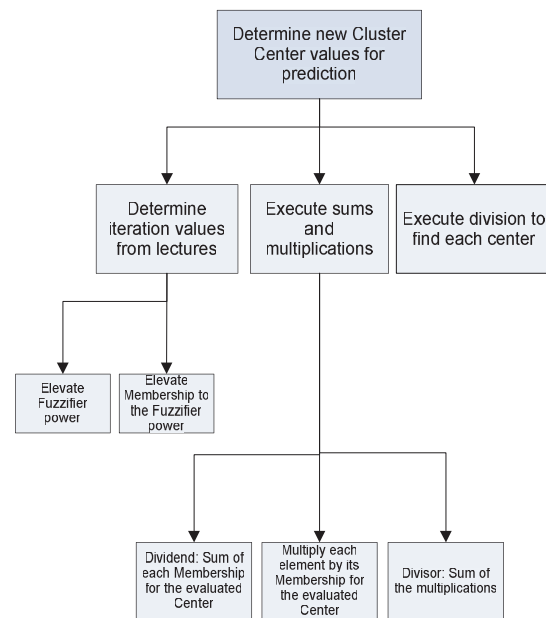 Determine new Cluster
Center values for
prediction
Determine
iteration values
from lectures
Execute sums
and
multiplications
Execute division to
find each center
Elevate
Fuzzifier
power
Elevate
Membership to
the Fuzzifier
power
Dividend: Sum of
each Membership
for the evaluated
Center
Multiply each
element by its
Membership for
the evaluated
Center
Divisor: Sum of
the multiplications